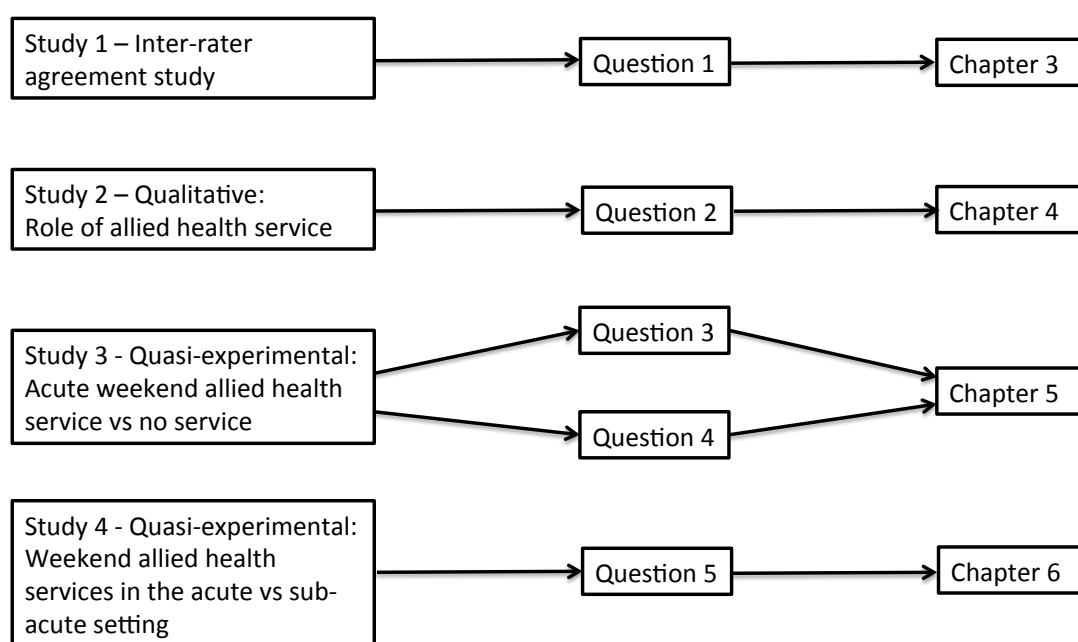 Study 1 – Inter-rater
agreement study
Question 1
Chapter 3
Study 2 – Qualitative:
Role of allied health service
Question 2
Chapter 4
Study 3 - Quasi-experimental:
Acute weekend allied health
service vs no service
Question 3
Question 4
Chapter 5
Study 4 - Quasi-experimental:
Weekend allied health
services in the acute vs sub-
acute setting
Question 5
Chapter 6